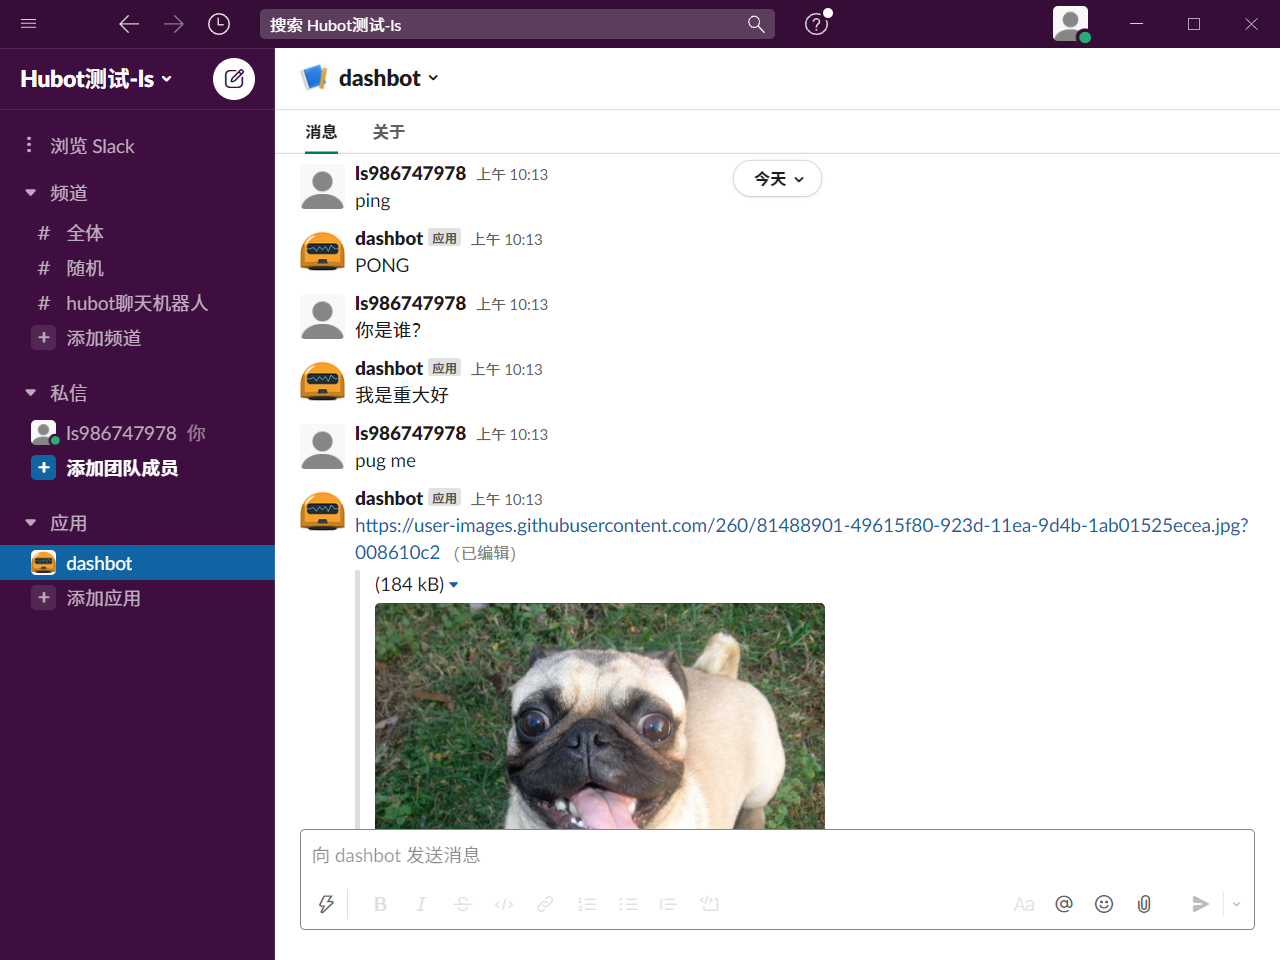 搜索 Hubot测试-ls
Hubot测试-ls
浏览 Slack
频道
# 全体
# 随机
# hubot聊天机器人
+ 添加频道
私信
ls986747978 你
+ 添加团队成员
应用
dashbot
+ 添加应用
dashbot
消息 关于
今天
ls986747978 上午 10:13
ping
dashbot 应用 上午 10:13
PONG
ls986747978 上午 10:13
你是谁？
dashbot 应用 上午 10:13
我是重大好
ls986747978 上午 10:13
pug me
dashbot 应用 上午 10:13
https://user-images.githubusercontent.com/260/81488901-49615f80-923d-11ea-9d4b-1ab01525ecea.jpg?
008610c2 （已编辑）
(184 kB)
向 dashbot 发送消息
B I S </> Aa @